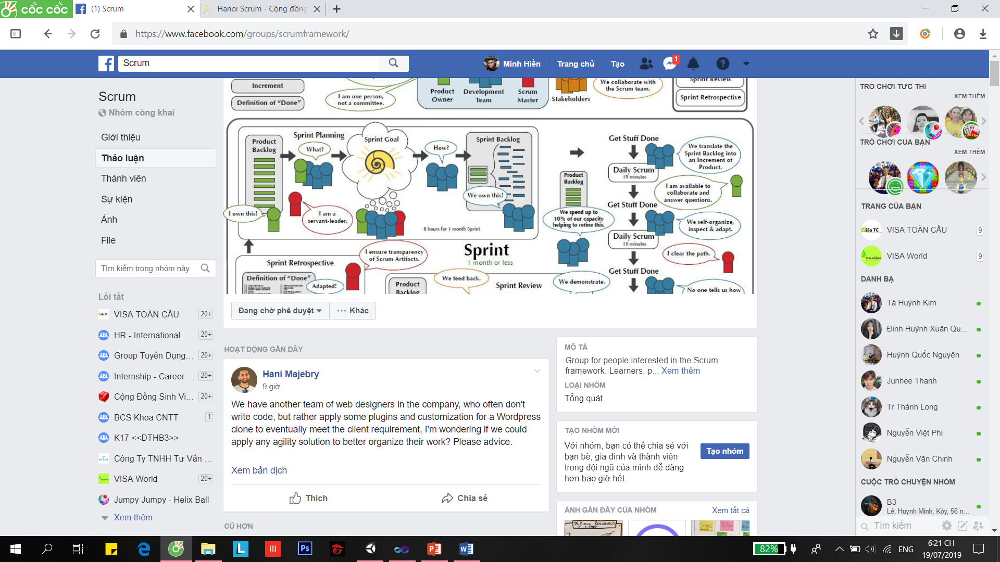 cốc cốc
(1) Scrum
Hanoi Scrum - Cộng đồng
https://www.facebook.com/groups/scrumframework/
Scrum
Minh Hiền
Trang chủ
Tạo
1
Scrum
Nhóm công khai
Giới thiệu
Thảo luận
Thành viên
Sự kiện
Ảnh
File
Tìm kiếm trong nhóm này
Lối tắt
VISA TOÀN CẦU 20+
HR - International ... 20+
Group Tuyển Dụng... 20+
Internship - Career ... 20+
Cộng Đồng Sinh Vi... 20+
BCS Khoa CNTT 1
K17 <<DTHB3>>
Công Ty TNHH Tư Vấn ...
VISA World 20+
Jumpy Jumpy - Helix Ball
Xem thêm
Increment
Definition of “Done”
I am one person,
not a committee.
Product
Owner
Development
Team
Scrum
Master
Stakeholders
We collaborate with
the Scrum team.
Sprint Review
Sprint Retrospective
Product
Backlog
Sprint Planning
What?
Sprint Goal
How?
Sprint Backlog
We own this!
I own this!
I am a
servant-leader.
8 hours for 1 month Sprint
Get Stuff Done
We translate the
Sprint Backlog into
an Increment of
Product.
Daily Scrum
15 minutes
Product
Backlog
I am available to
collaborate and
answer questions.
Get Stuff Done
We spend up to
10% of our capacity
helping to refine this.
We self-organize,
inspect & adapt.
Daily Scrum
15 minutes
I clear the path.
Get Stuff Done
No one tells us how
Sprint
1 month or less
I ensure transparency
of Scrum Artifacts.
Sprint Retrospective
Definition of “Done”
Adapted!
Product
Backlog
We feed back.
Sprint Review
We demonstrate.
Đang chờ phê duyệt
Khác
HOẠT ĐỘNG GẦN ĐÂY
Hani Majebry
9 giờ
We have another team of web designers in the company, who often don't
write code, but rather apply some plugins and customization for a Wordpress
clone to eventually meet the client requirement, I'm wondering if we could
apply any agility solution to better organize their work? Please advice.
Xem bản dịch
Thích
Chia sẻ
CŨ HƠN
MÔ TẢ
Group for people interested in the Scrum
framework. Learners, p... Xem thêm
LOẠI NHÓM
Tổng quát
TẠO NHÓM MỚI
Với nhóm, bạn có thể chia sẻ với
bạn bè, gia đình và thành viên
trong đội ngũ của mình dễ dàng
hơn bao giờ hết.
Tạo nhóm
ẢNH GẦN ĐÂY CỦA NHÓM
Xem tất cả
TRÒ CHƠI TỨC THÌ
XEM THÊM
TRÒ CHƠI CỦA BẠN
XEM THÊM
TRANG CỦA BẠN
VISA TOÀN CẦU 9
VISA World 9
DANH BẠ
Tá Huỳnh Kim
Đinh Huỳnh Xuân Qu...
Huỳnh Quốc Nguyên
Junhee Thanh
Tr Thành Long
Nguyễn Việt Phi
Nguyễn Văn Chinh
CUỘC TRÒ CHUYỆN NHÓM
B3
Lê, Huynh Minh, Kòy, 56 n...
Tìm kiếm
82%
ENG
6:21 CH
19/07/2019